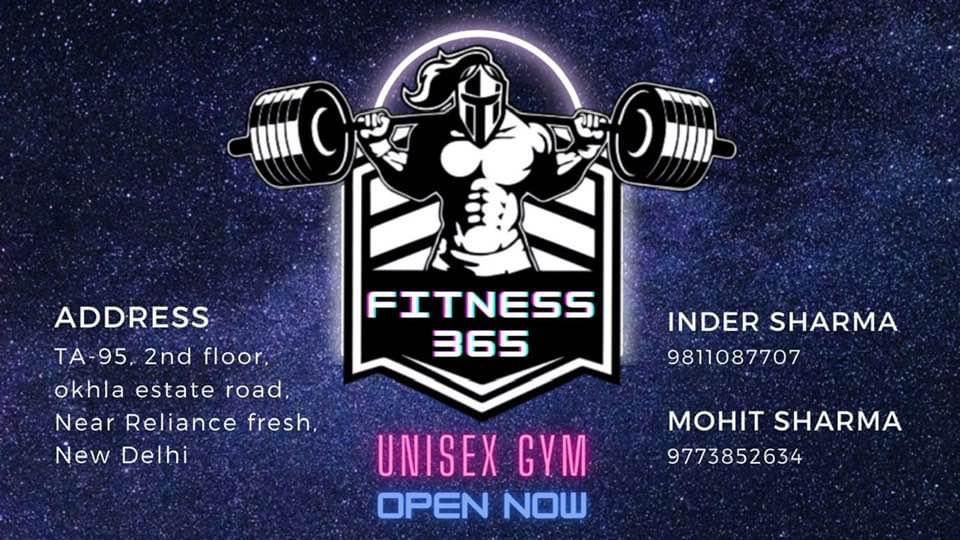 FITNESS
365
ADDRESS
TA-95, 2nd floor,
okhla estate road,
Near Reliance fresh,
New Delhi
INDER SHARMA
9811087707
MOHIT SHARMA
9773852634
UNISEX GYM
OPEN NOW